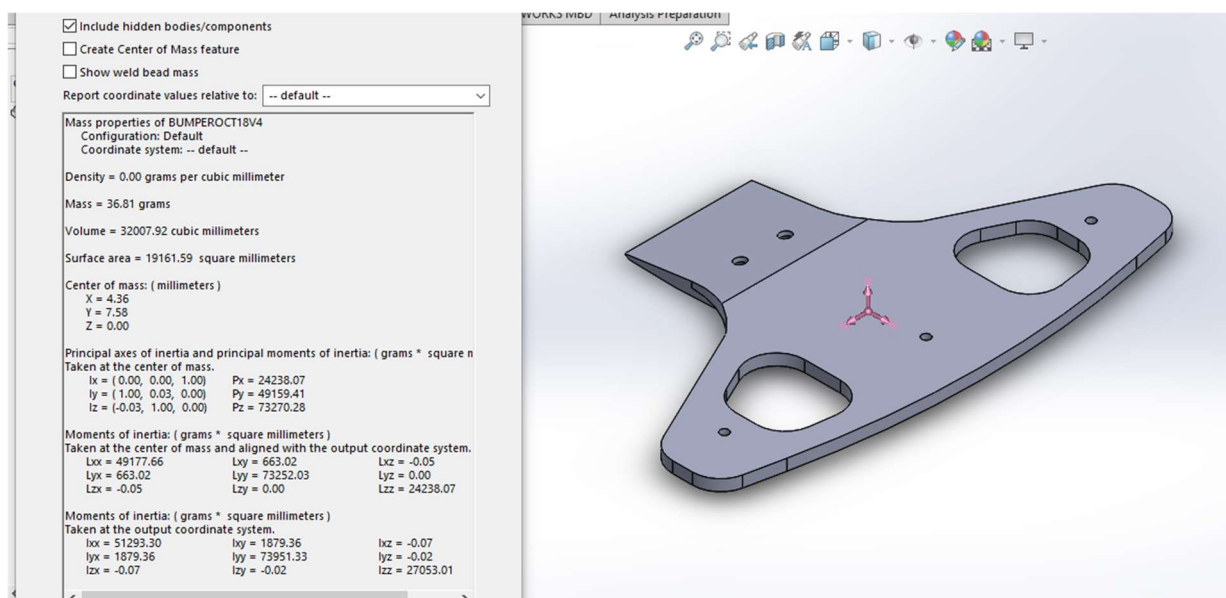 WORKS MBD Analysis Preparation
Include hidden bodies/components
Create Center of Mass feature
Show weld bead mass
Report coordinate values relative to: -- default --
Mass properties of BUMPEROCT18V4
Configuration: Default
Coordinate system: -- default --
Density = 0.00 grams per cubic millimeter
Mass = 36.81 grams
Volume = 32007.92 cubic millimeters
Surface area = 19161.59 square millimeters
Center of mass: ( millimeters )
X = 4.36
Y = 7.58
Z = 0.00
Principal axes of inertia and principal moments of inertia: ( grams * square n
Taken at the center of mass.
Ix = ( 0.00, 0.00, 1.00) Px = 24238.07
Iy = ( 1.00, 0.03, 0.00) Py = 49159.41
Iz = (-0.03, 1.00, 0.00) Pz = 73270.28
Moments of inertia: ( grams * square millimeters )
Taken at the center of mass and aligned with the output coordinate system.
Lxx = 49177.66 Lxy = 663.02 Lxz = -0.05
Lyx = 663.02 Lyy = 73252.03 Lyz = 0.00
Lzx = -0.05 Lzy = 0.00 Lzz = 24238.07
Moments of inertia: ( grams * square millimeters )
Taken at the output coordinate system.
Ixx = 51293.30 Ixy = 1879.36 Ixz = -0.07
Iyx = 1879.36 Iyy = 73951.33 Iyz = -0.02
Izx = -0.07 Izy = -0.02 Izz = 27053.01